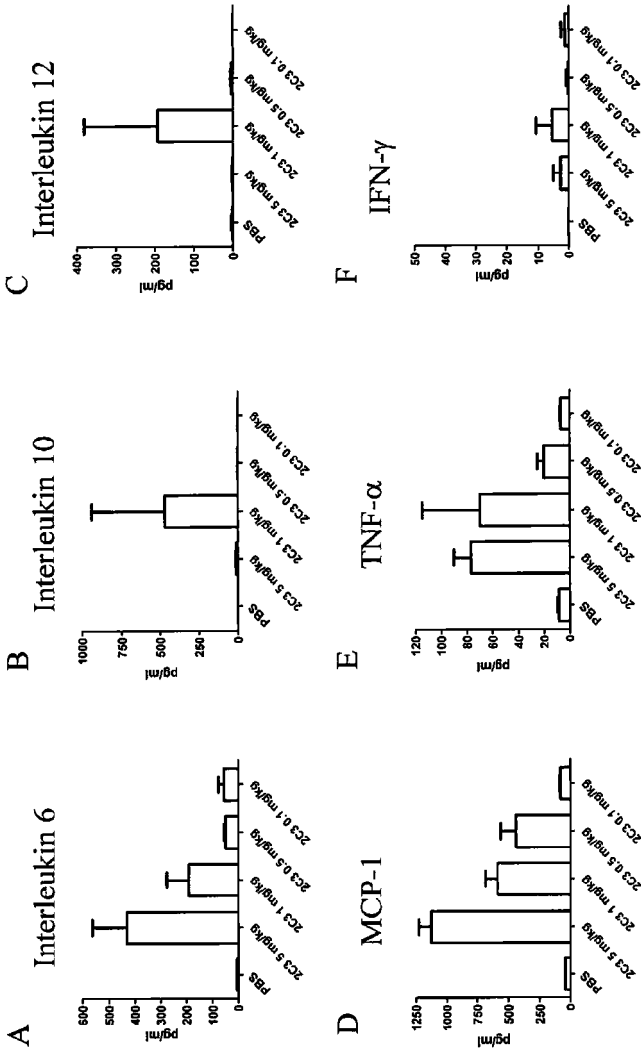 A
Interleukin 6
pg/ml
600
500
400
300
200
100
0
PBS
2C3 5 mg/kg
2C3 1 mg/kg
2C3 0.5 mg/kg
2C3 0.1 mg/kg
B
Interleukin 10
pg/ml
1000
750
500
250
0
PBS
2C3 5 mg/kg
2C3 1 mg/kg
2C3 0.5 mg/kg
2C3 0.1 mg/kg
C
Interleukin 12
pg/ml
400
300
200
100
0
PBS
2C3 5 mg/kg
2C3 1 mg/kg
2C3 0.5 mg/kg
2C3 0.1 mg/kg
D
MCP-1
pg/ml
1250
1000
750
500
250
0
PBS
2C3 5 mg/kg
2C3 1 mg/kg
2C3 0.5 mg/kg
2C3 0.1 mg/kg
E
TNF-α
pg/ml
120
100
80
60
40
20
0
PBS
2C3 5 mg/kg
2C3 1 mg/kg
2C3 0.5 mg/kg
2C3 0.1 mg/kg
F
IFN-γ
pg/ml
50
40
30
20
10
0
PBS
2C3 5 mg/kg
2C3 1 mg/kg
2C3 0.5 mg/kg
2C3 0.1 mg/kg